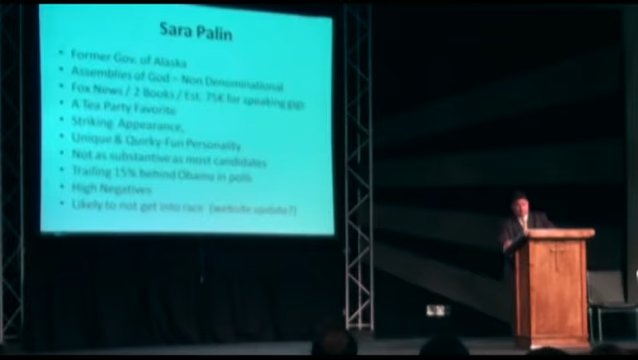 Sara Palin
• Former Gov. of Alaska
• Assemblies of God – Non Denominational
• Fox News / 2 Books / Est. 75K for speaking gigs
• A Tea Party Favorite
• Striking Appearance,
• Unique & Quirky Fun Personality
• Not as substantive as most candidates
• Trailing 15% behind Obama in polls
• High Negatives
• Likely to not get into race (website update?)